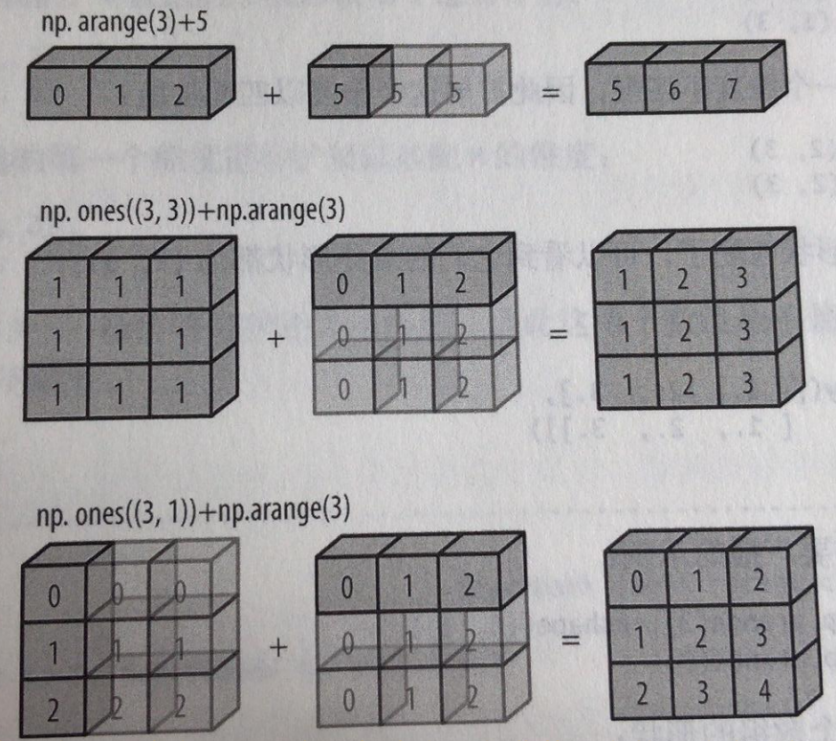 np. arange(3)+5
0 1 2 + 5 5 5 = 5 6 7
np. ones((3, 3))+np.arange(3)
1 1 1 0 1 2 1 2 3
1 1 1 + 0 1 2 = 1 2 3
1 1 1 0 1 2 1 2 3
np. ones((3, 1))+np.arange(3)
0 0 0 0 1 2 0 1 2
1 1 1 + 0 1 2 = 1 2 3
2 2 2 0 1 2 2 3 4